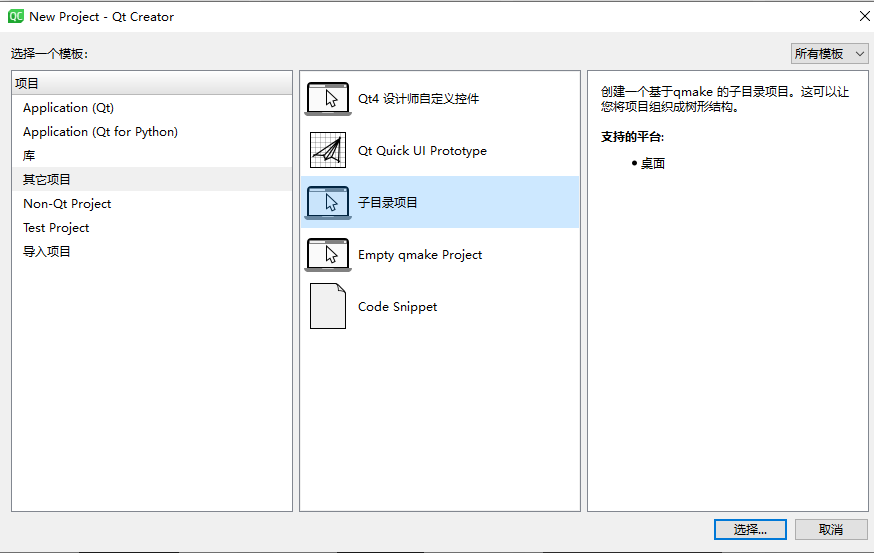 New Project - Qt Creator
选择一个模板：
所有模板
项目
Application (Qt)
Application (Qt for Python)
库
其它项目
Non-Qt Project
Test Project
导入项目
Qt4 设计师自定义控件
Qt Quick UI Prototype
子目录项目
Empty qmake Project
Code Snippet
创建一个基于qmake 的子目录项目。这可以让
您将项目组织成树形结构。
支持的平台:
• 桌面
选择...
取消